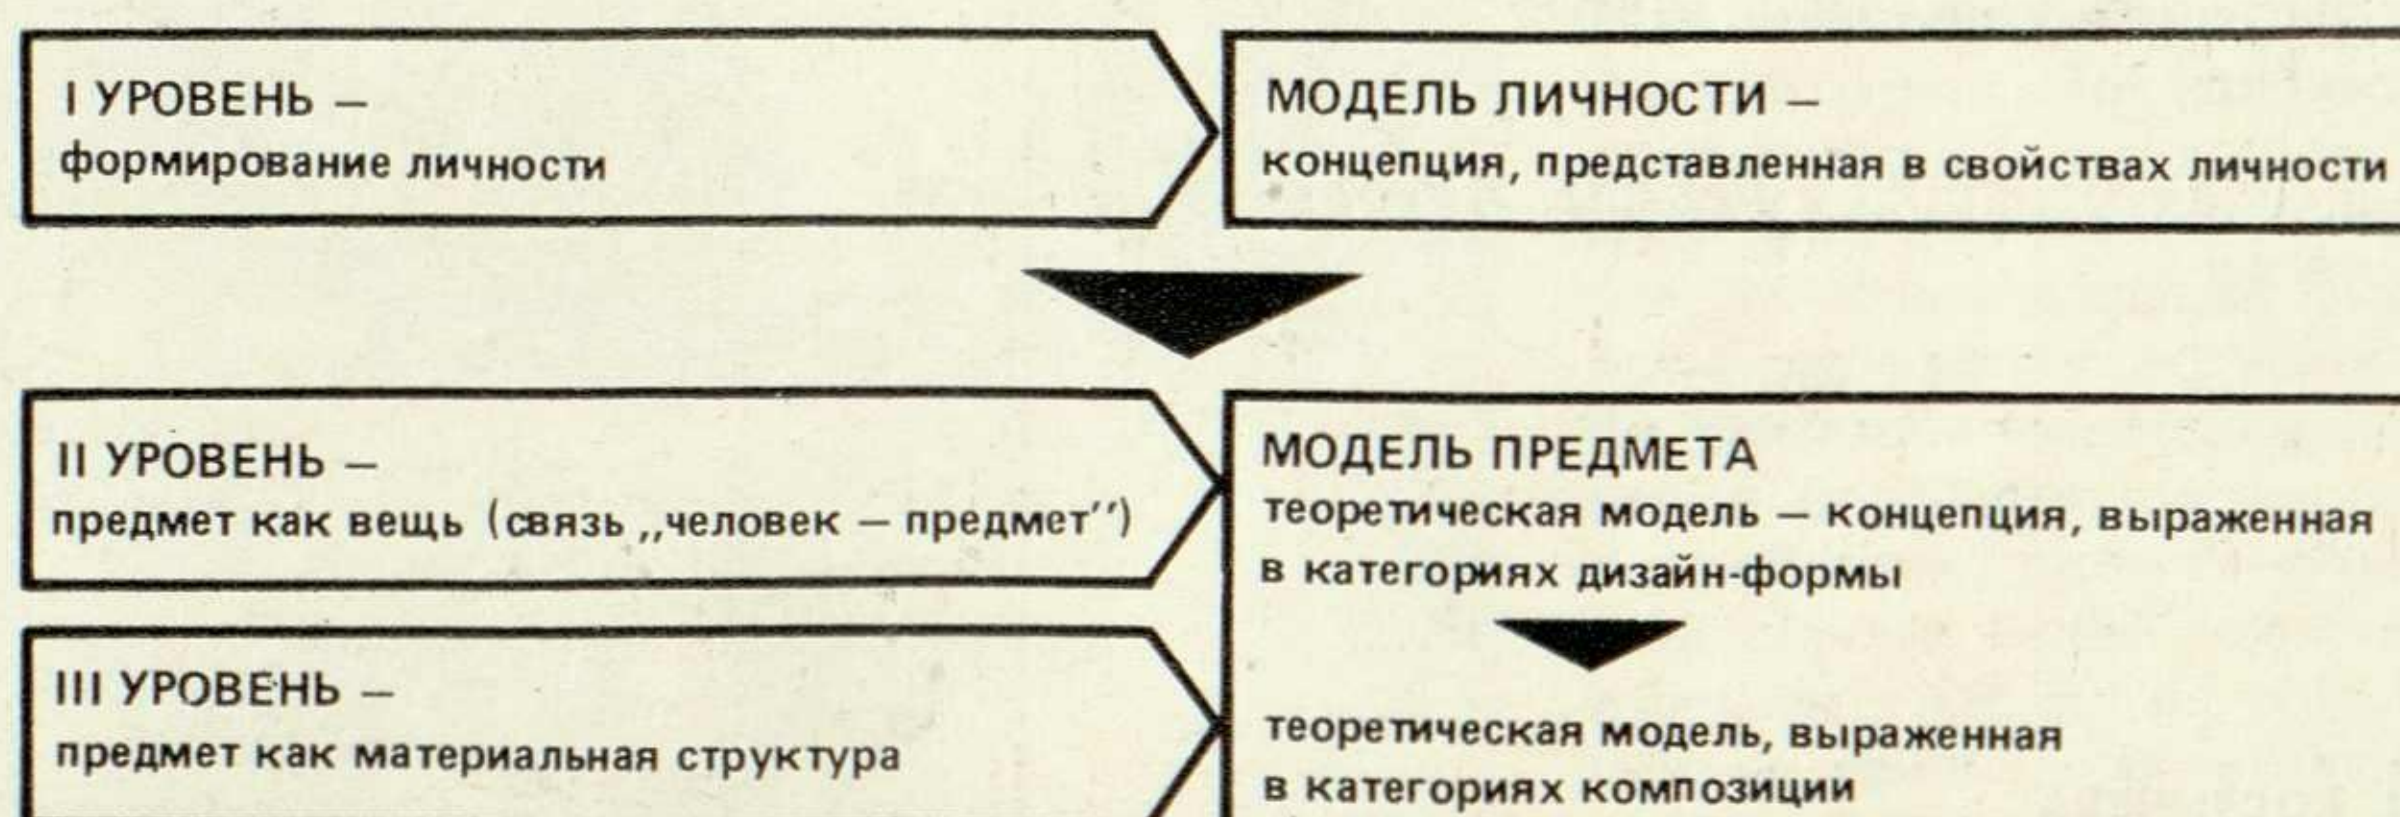 I УРОВЕНЬ —
формирование личности
МОДЕЛЬ ЛИЧНОСТИ —
концепция, представленная в свойствах личности
II УРОВЕНЬ —
предмет как вещь (связь „человек — предмет”)
МОДЕЛЬ ПРЕДМЕТА
теоретическая модель — концепция, выраженная
в категориях дизайн-формы
III УРОВЕНЬ —
предмет как материальная структура
теоретическая модель, выраженная
в категориях композиции